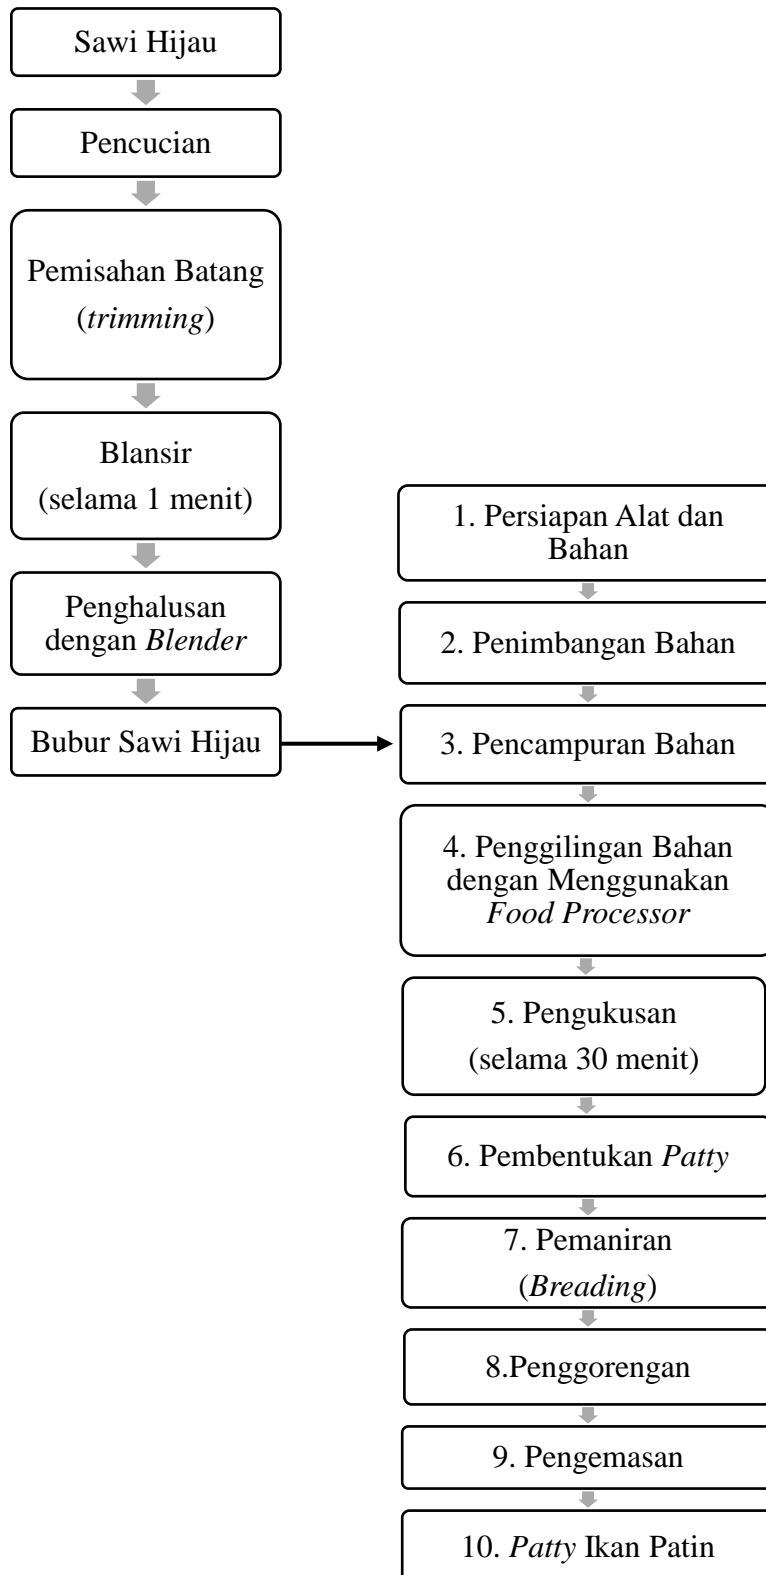 Sawi Hijau
Pencucian
Pemisahan Batang
(trimming)
Blansir
(selama 1 menit)
Penghalusan
dengan Blender
Bubur Sawi Hijau
1. Persiapan Alat dan
Bahan
2. Penimbangan Bahan
3. Pencampuran Bahan
4. Penggilingan Bahan
dengan Menggunakan
Food Processor
5. Pengukusan
(selama 30 menit)
6. Pembentukan Patty
7. Pemaniran
(Breading)
8.Penggorengan
9. Pengemasan
10. Patty Ikan Patin